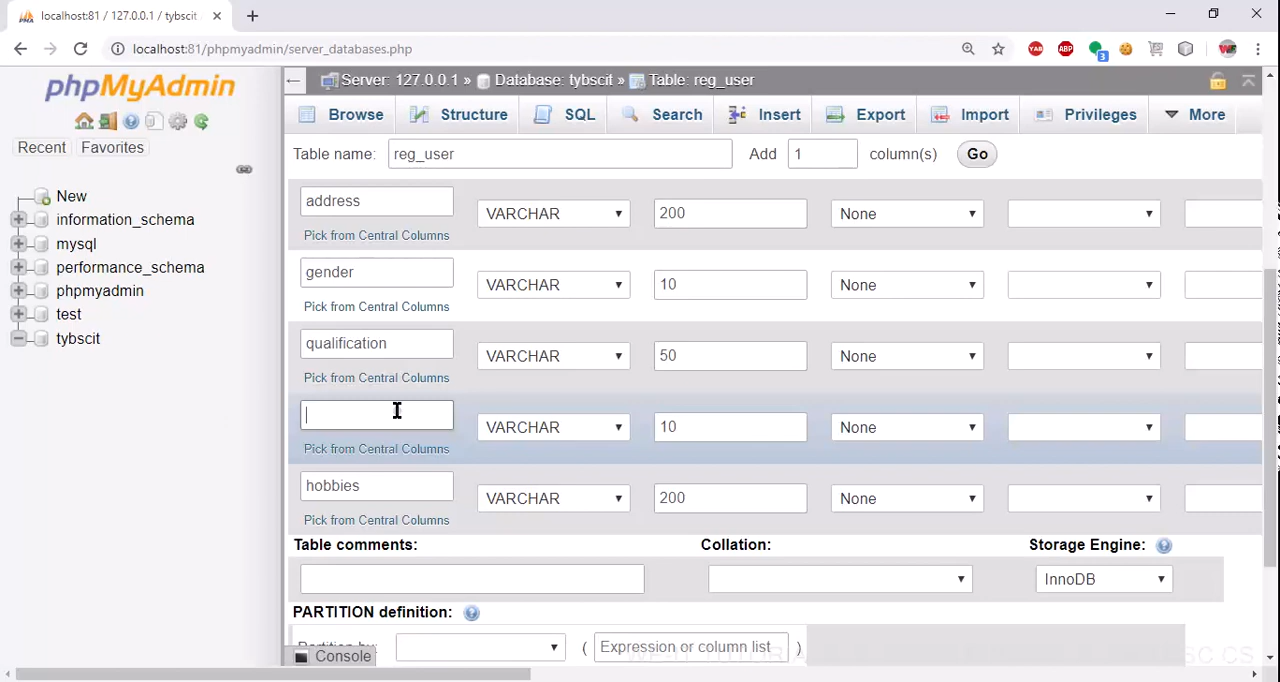 localhost:81 / 127.0.0.1 / tybscit
localhost:81/phpmyadmin/server_databases.php
YAB
ABP
3
phpMyAdmin
Recent
Favorites
New
information_schema
mysql
performance_schema
phpmyadmin
test
tybscit
Server: 127.0.0.1 » Database: tybscit » Table: reg_user
Browse Structure SQL Search Insert Export Import Privileges More
Table name: reg_user Add 1 column(s) Go
address VARCHAR 200 None
Pick from Central Columns
gender VARCHAR 10 None
Pick from Central Columns
qualification VARCHAR 50 None
Pick from Central Columns
VARCHAR 10 None
Pick from Central Columns
hobbies VARCHAR 200 None
Pick from Central Columns
Table comments: Collation: Storage Engine:
InnoDB
PARTITION definition:
Partition by: ( Expression or column list )
Console